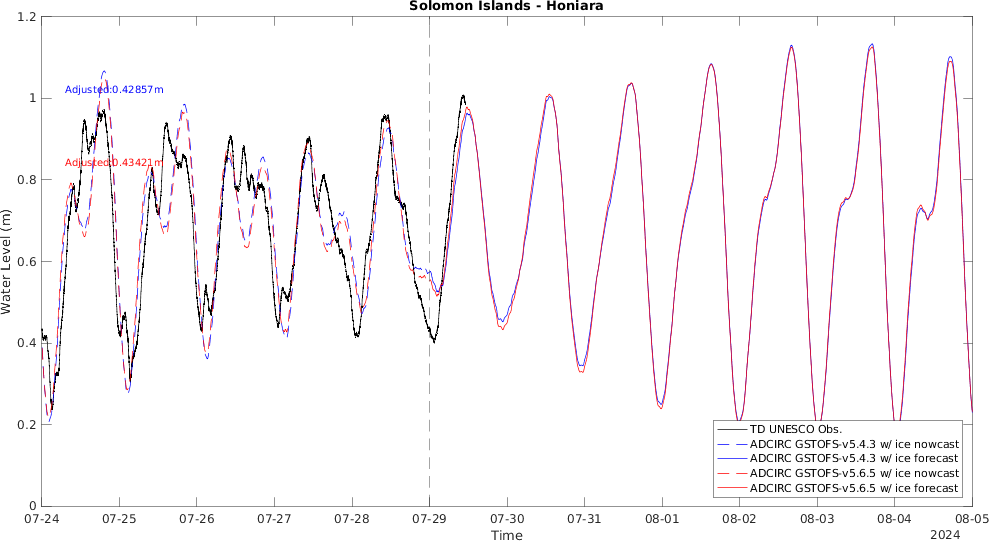 Solomon Islands - Honiara
1.2
1
0.8
0.6
0.4
0.2
0
Water Level (m)
Adjusted:0.42857m
Adjusted:0.43421m
TD UNESCO Obs.
ADCIRC GSTOFS-v5.4.3 w/ ice nowcast
ADCIRC GSTOFS-v5.4.3 w/ ice forecast
ADCIRC GSTOFS-v5.6.5 w/ ice nowcast
ADCIRC GSTOFS-v5.6.5 w/ ice forecast
07-24 07-25 07-26 07-27 07-28 07-29 07-30 07-31 08-01 08-02 08-03 08-04 08-05
Time
2024